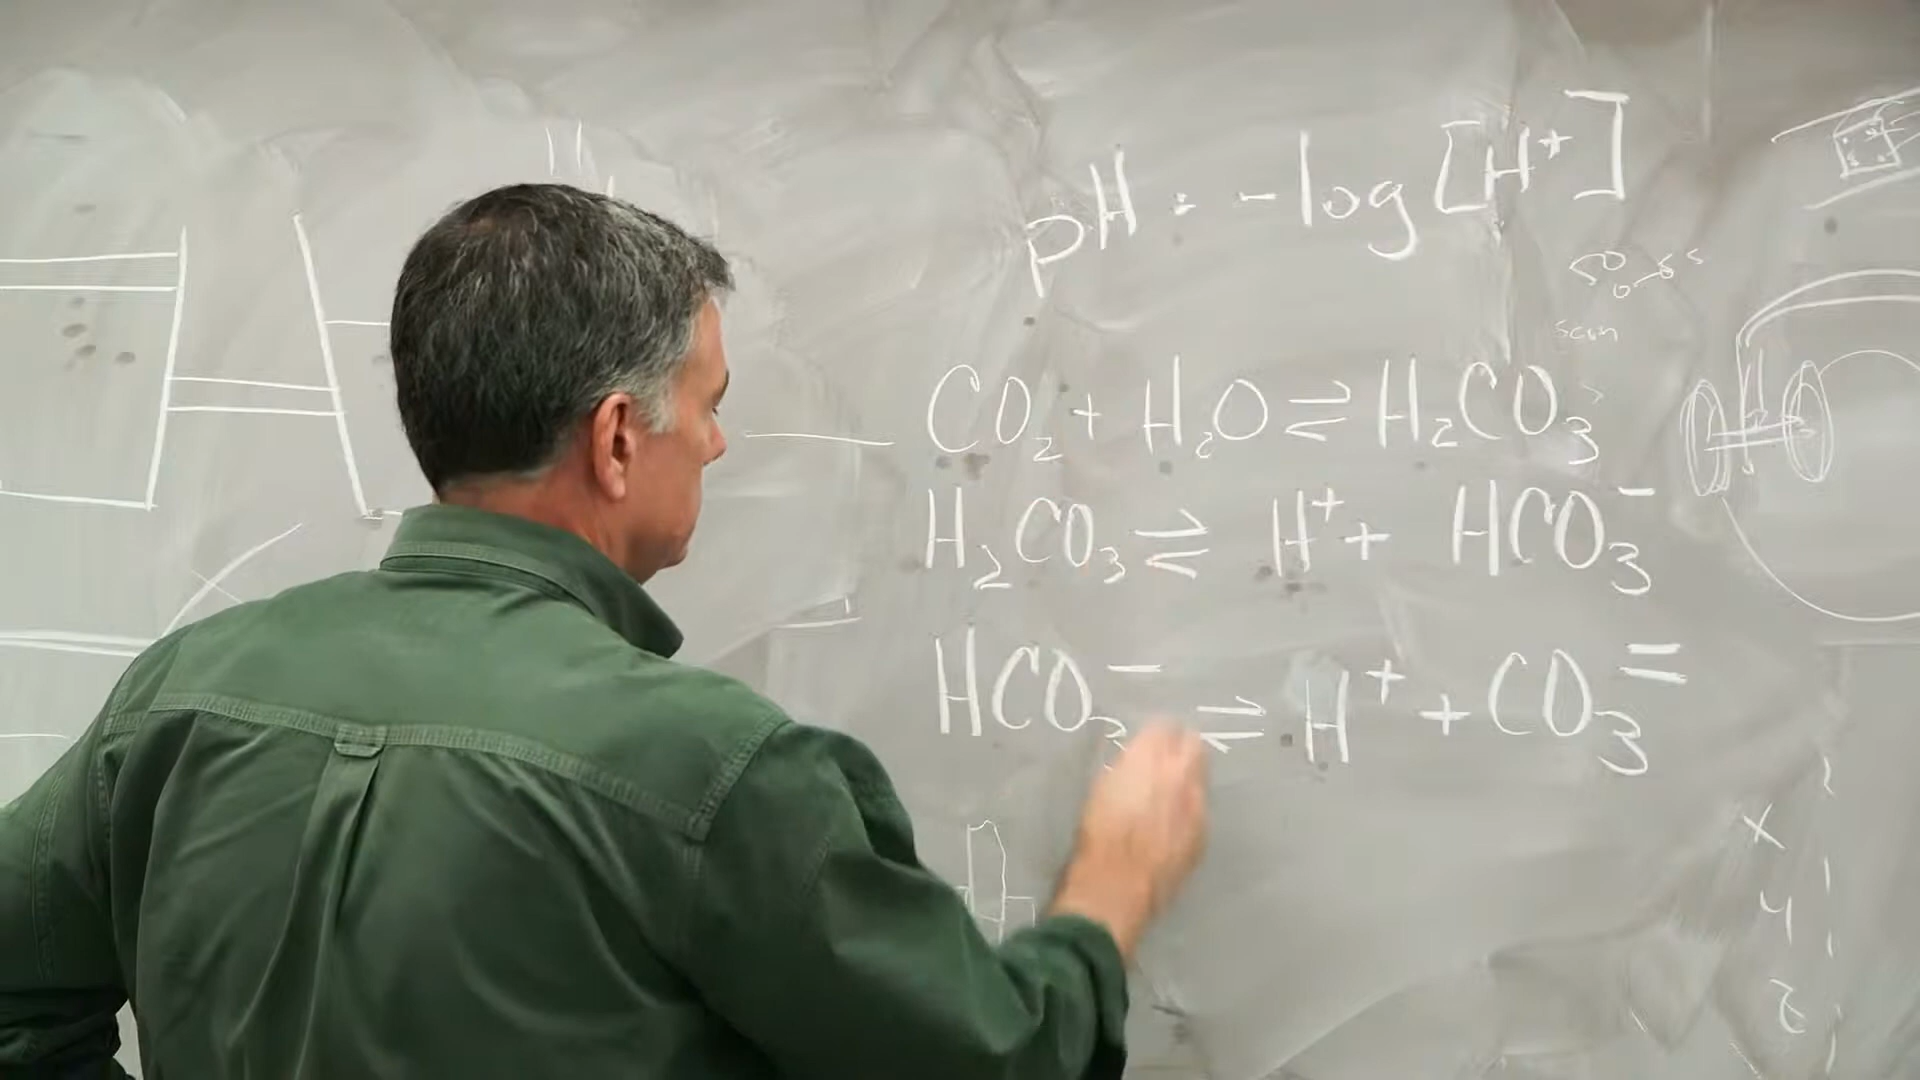 pH = -log [H⁺]
CO₂ + H₂O ⇌ H₂CO₃
H₂CO₃ ⇌ H⁺ + HCO₃⁻
HCO₃⁻ ⇌ H⁺ + CO₃⁼
x
y
z